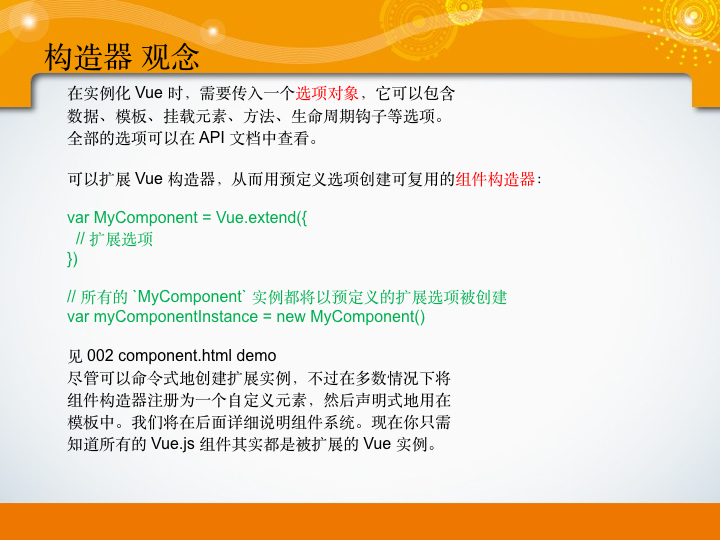 构造器 观念
在实例化 Vue 时，需要传入一个选项对象，它可以包含
数据、模板、挂载元素、方法、生命周期钩子等选项。
全部的选项可以在 API 文档中查看。
可以扩展 Vue 构造器，从而用预定义选项创建可复用的组件构造器：
var MyComponent = Vue.extend({
// 扩展选项
})
// 所有的 `MyComponent` 实例都将以预定义的扩展选项被创建
var myComponentInstance = new MyComponent()
见 002 component.html demo
尽管可以命令式地创建扩展实例，不过在多数情况下将
组件构造器注册为一个自定义元素，然后声明式地用在
模板中。我们将在后面详细说明组件系统。现在你只需
知道所有的 Vue.js 组件其实都是被扩展的 Vue 实例。